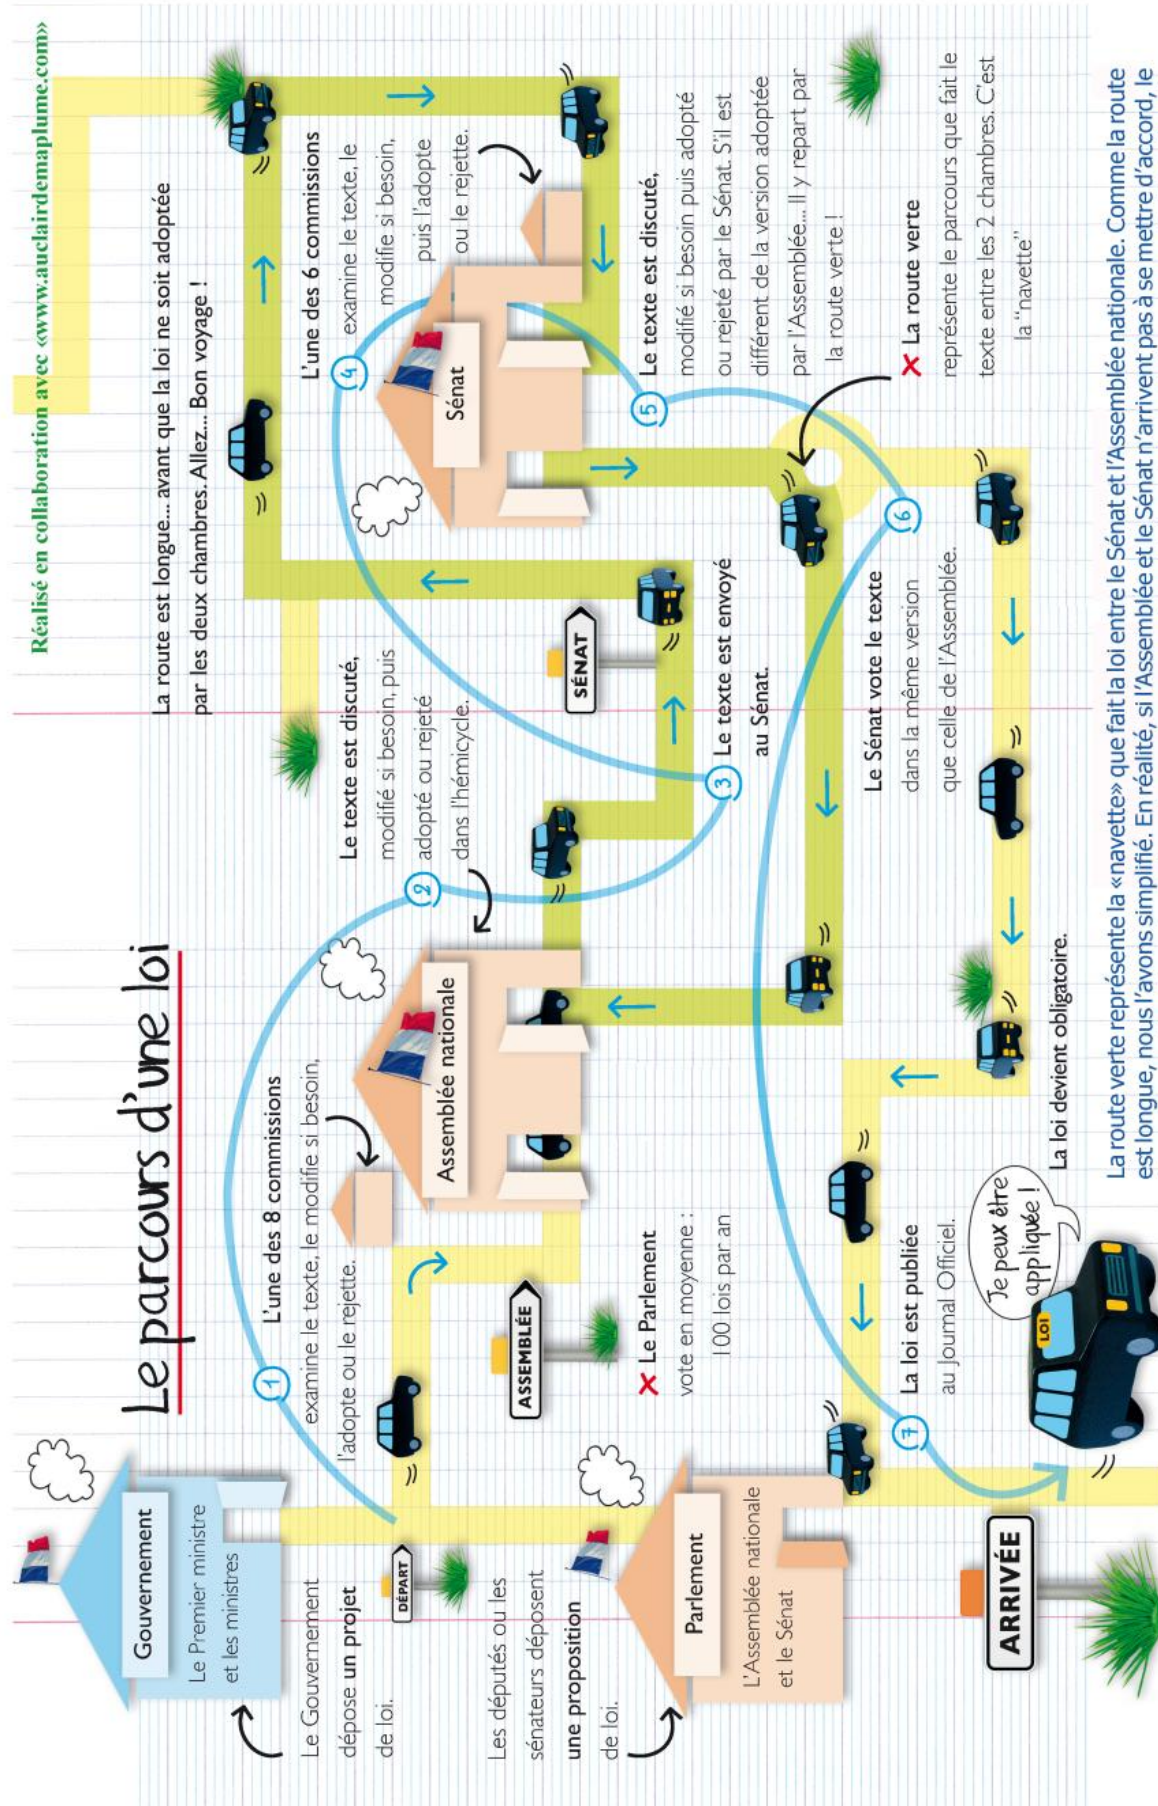 Réalisé en collaboration avec «www.auclairdemaplume.com»
Le parcours d'une loi
La route est longue... avant que la loi ne soit adoptée
par les deux chambres. Allez... Bon voyage !
Gouvernement
Le Premier ministre
et les ministres
Le Gouvernement
dépose un projet
de loi.
DÉPART
Les députés ou les
sénateurs déposent
une proposition
de loi.
Parlement
L'Assemblée nationale
et le Sénat
1
L'une des 8 commissions
examine le texte, le modifie si besoin,
l'adopte ou le rejette.
ASSEMBLÉE
Assemblée nationale
✗ Le Parlement
vote en moyenne :
100 lois par an
2
Le texte est discuté,
modifié si besoin, puis
adopté ou rejeté
dans l'hémicycle.
3
Le texte est envoyé
au Sénat.
SÉNAT
4
L'une des 6 commissions
examine le texte, le
modifie si besoin,
puis l'adopte
ou le rejette.
Sénat
5
Le texte est discuté,
modifié si besoin puis adopté
ou rejeté par le Sénat. S'il est
différent de la version adoptée
par l'Assemblée... Il y repart par
la route verte !
✗ La route verte
représente le parcours que fait le
texte entre les 2 chambres. C'est
la "navette"
6
Le Sénat vote le texte
dans la même version
que celle de l'Assemblée.
7
La loi est publiée
au Journal Officiel.
La loi devient obligatoire.
Je peux être
appliquée !
LOI
ARRIVÉE
La route verte représente la «navette» que fait la loi entre le Sénat et l'Assemblée nationale. Comme la route
est longue, nous l'avons simplifié. En réalité, si l'Assemblée et le Sénat n'arrivent pas à se mettre d'accord, le